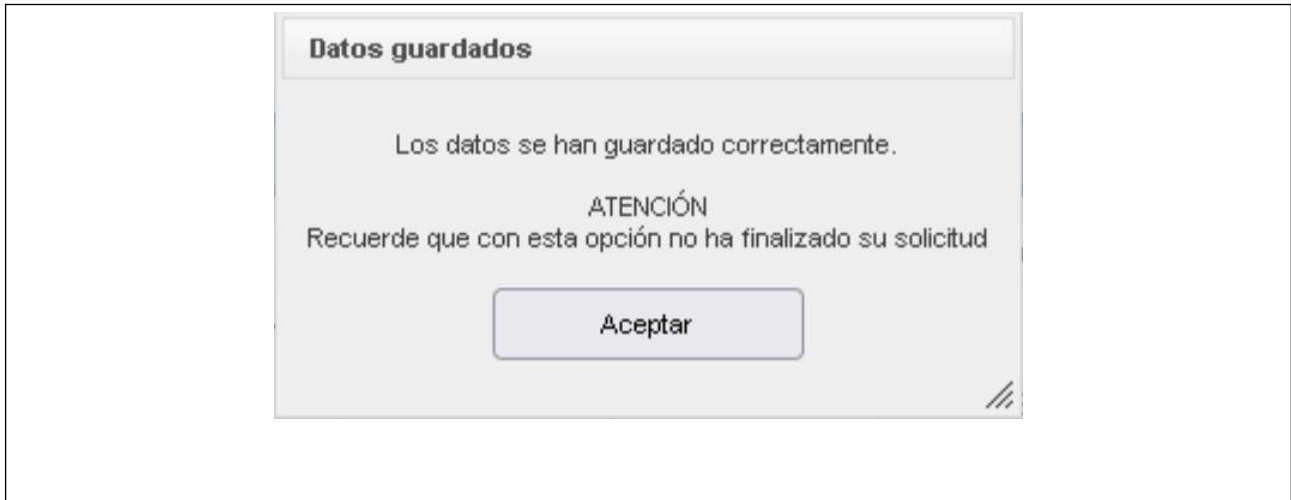 Datos guardados
Los datos se han guardado correctamente.
ATENCIÓN
Recuerde que con esta opción no ha finalizado su solicitud
Aceptar